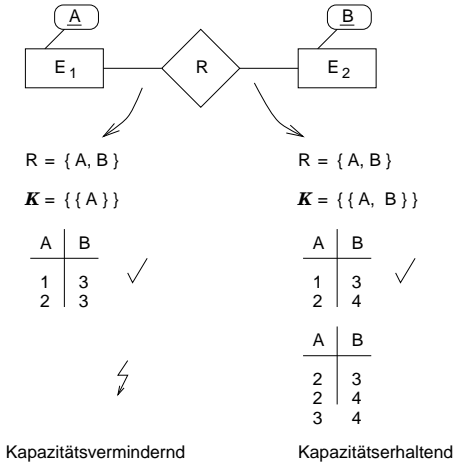 A
B
E1
R
E2
R = { A, B }
K = { { A } }
A B
1 3
2 3
R = { A, B }
K = { { A, B } }
A B
1 3
2 4
A B
2 3
2 4
3 4
Kapazitätsvermindernd
Kapazitätserhaltend